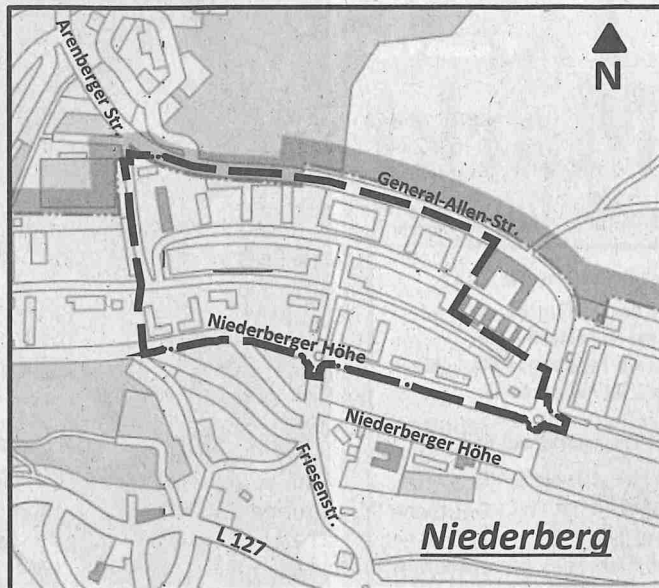 Arenberger Str.
N
General-Allen-Str.
Niederberger Höhe
Niederberger Höhe
Friesenstr.
L 127
Niederberg